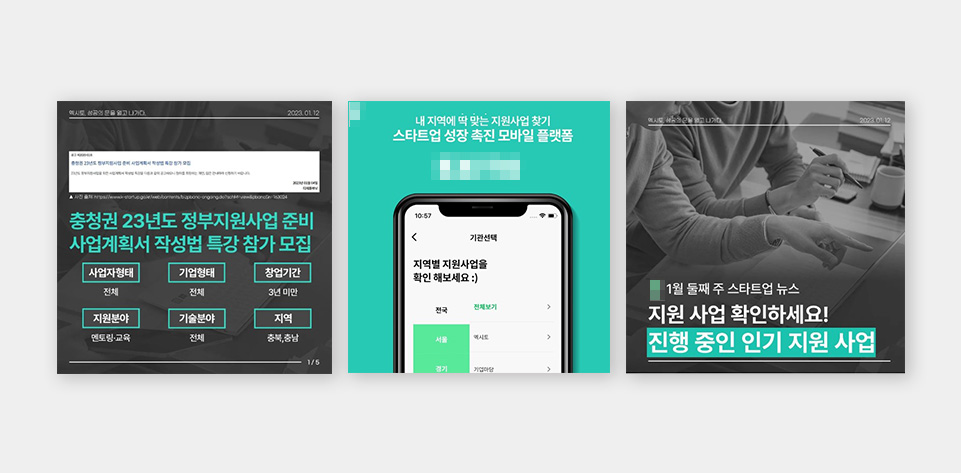 엑시토, 성공의 문을 열고 나가다.
2023. 01. 12
충청권 23년도 정부지원사업 준비 사업계획서 작성법 특강 참가 모집
충청권 23년도 정부지원사업 준비
사업계획서 작성법 특강 참가 모집
사업자형태
기업형태
창업기간
전체
전체
3년 미만
지원분야
기술분야
지역
멘토링·교육
전체
충북,충남
1 / 5
내 지역에 딱 맞는 지원사업 찾기
스타트업 성장 촉진 모바일 플랫폼
10:57
기관선택
지역별 지원사업을
확인 해보세요 :)
전국
전체보기
서울
엑시토
경기
기업마당
엑시토, 성공의 문을 열고 나가다.
2023. 01. 12
1월 둘째 주 스타트업 뉴스
지원 사업 확인하세요!
진행 중인 인기 지원 사업